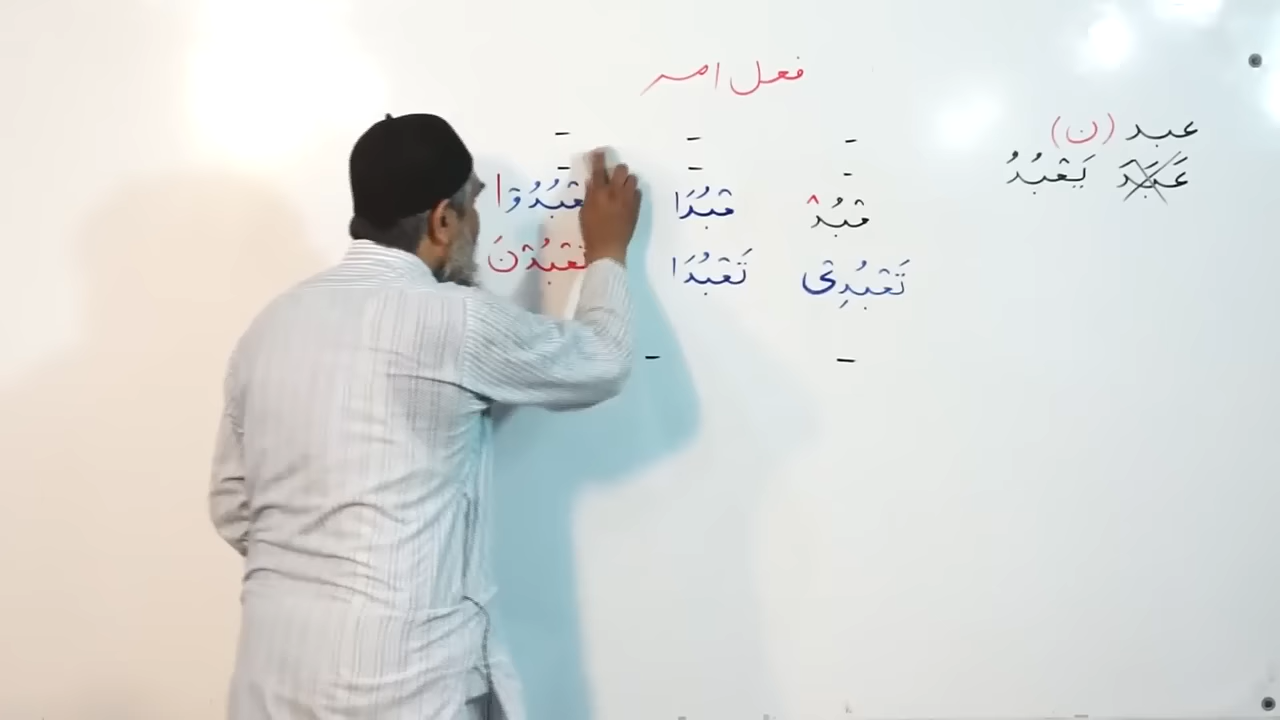 فعل امر
عبد (ن)
عَبَدَ يَعْبُدُ
عْبُدْ عْبُدَا عْبُدُوْا
تَعْبُدِىْ تَعْبُدَا تَعْبُدْنَ